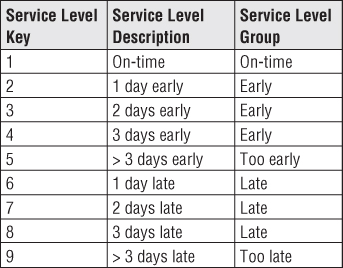 Service Level Key Service Level Description Service Level Group
1 On-time On-time
2 1 day early Early
3 2 days early Early
4 3 days early Early
5 > 3 days early Too early
6 1 day late Late
7 2 days late Late
8 3 days late Late
9 > 3 days late Too late